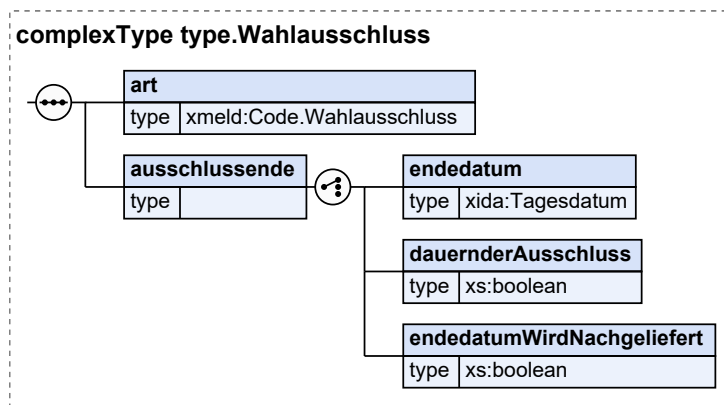 complexType type.Wahlausschluss
art
type xmeld:Code.Wahlausschluss
ausschlussende
type
endedatum
type xida:Tagesdatum
dauernderAusschluss
type xs:boolean
endedatumWirdNachgeliefert
type xs:boolean